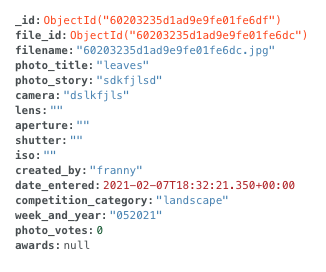 _id: ObjectId("60203235d1ad9e9fe01fe6df")
file_id: ObjectId("60203235d1ad9e9fe01fe6dc")
filename: "60203235d1ad9e9fe01fe6dc.jpg"
photo_title: "leaves"
photo_story: "sdkfjlsd"
camera: "dslkfjls"
lens: ""
aperture: ""
shutter: ""
iso: ""
created_by: "franny"
date_entered: 2021-02-07T18:32:21.350+00:00
competition_category: "landscape"
week_and_year: "052021"
photo_votes: 0
awards: null